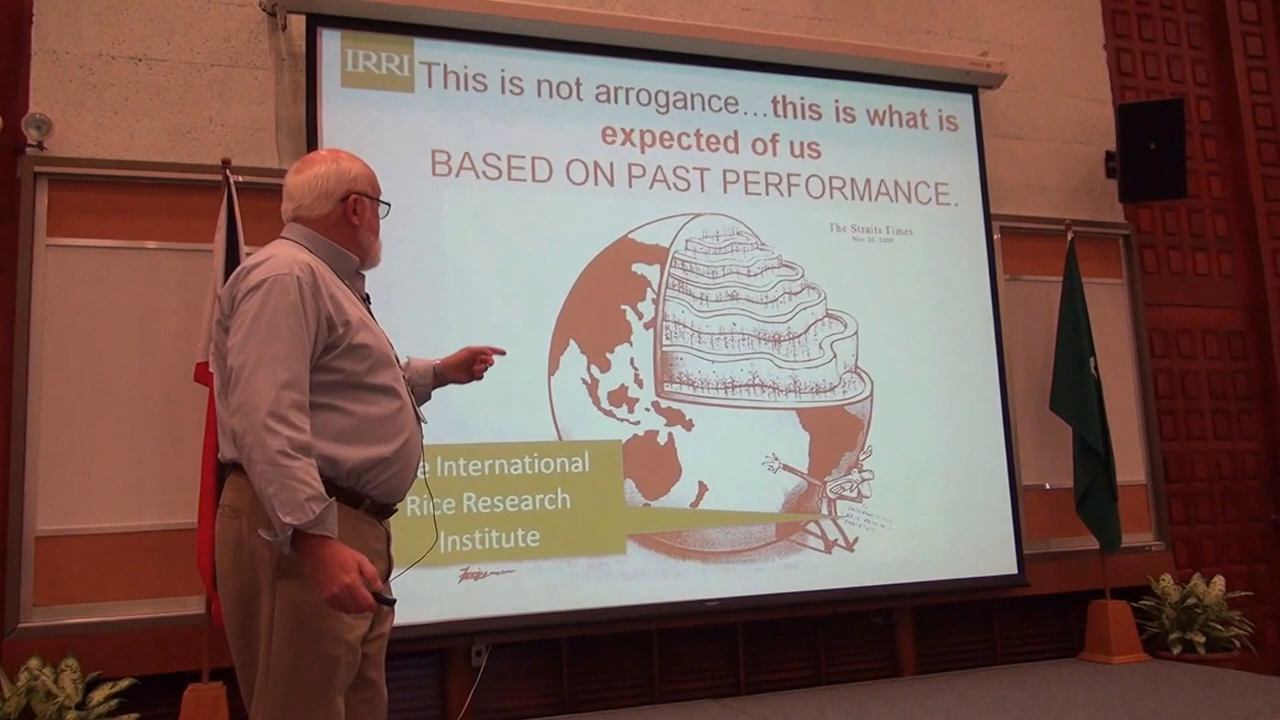 IRRI
This is not arrogance...this is what is
expected of us
BASED ON PAST PERFORMANCE.
The Straits Times
e International
Rice Research
Institute